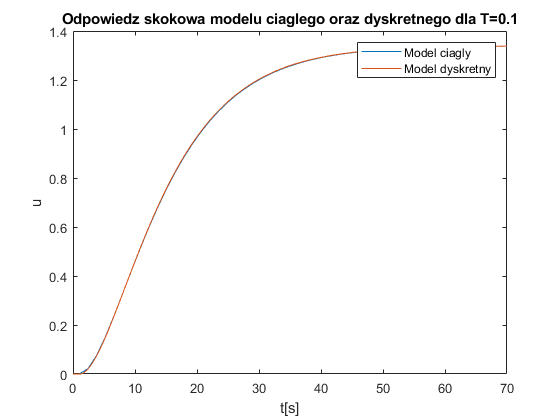 Odpowiedz skokowa modelu ciaglego oraz dyskretnego dla T=0.1
1.4
1.2
1
0.8
0.6
0.4
0.2
0
u
Model ciagly
Model dyskretny
0 10 20 30 40 50 60 70
t[s]